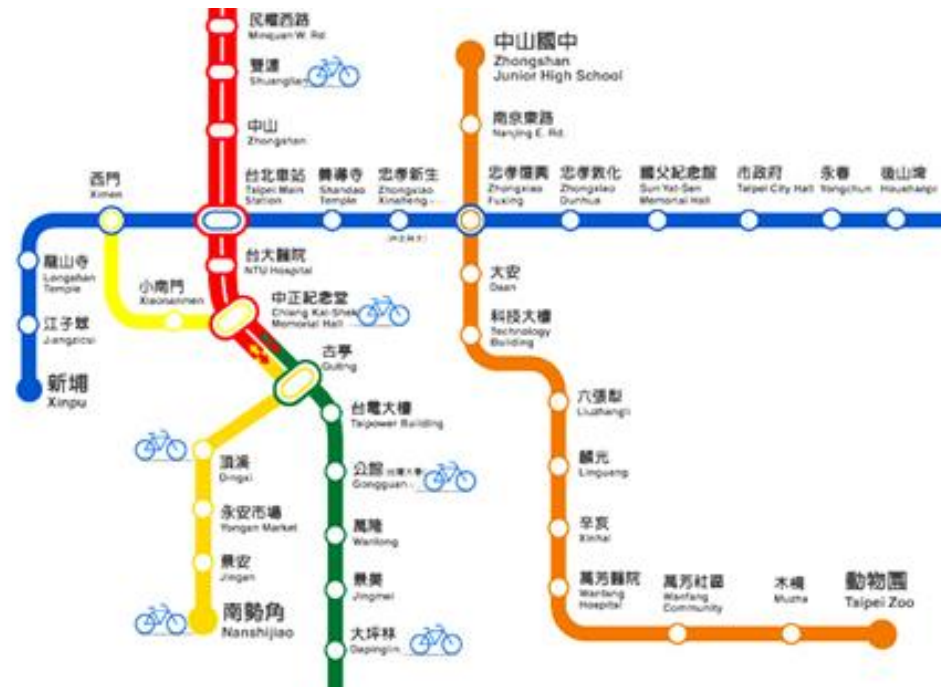 民權西路
Minquan W. Rd
雙連
Shuanglian
中山
Zhongshan
中山國中
Zhongshan
Junior High School
南京東路
Nanjing E. Rd.
西門
Ximen
台北車站
Taipei Main
Station
善導寺
Shandao
Temple
忠孝新生
Zhongxiao
Xinsheng
忠孝復興
Zhongxiao
Fuxing
忠孝敦化
Zhongxiao
Dunhua
國父紀念館
Sun Yat-Sen
Memorial Hall
市政府
Taipei City Hall
永春
Yongchun
後山埤
Houshanpi
龍山寺
Longshan
Temple
江子翠
Jiangzicui
新埔
Xinpu
小南門
Xiaonanmen
台大醫院
NTU Hospital
中正紀念堂
Chiang Kai-Shek
Memorial Hall
古亭
Guting
大安
Daan
科技大樓
Technology
Building
台電大樓
Taipower Building
公館
Gongguan
萬隆
Wanlong
景美
Jingmei
大坪林
Dapinglin
頂溪
Dingxi
永安市場
Yongan Market
景安
Jingan
南勢角
Nanshijiao
六張犁
Liuzhangli
麟光
Linguang
辛亥
Xinhai
萬芳醫院
Wanfang
Hospital
萬芳社區
Wanfang
Community
木柵
Muzha
動物園
Taipei Zoo